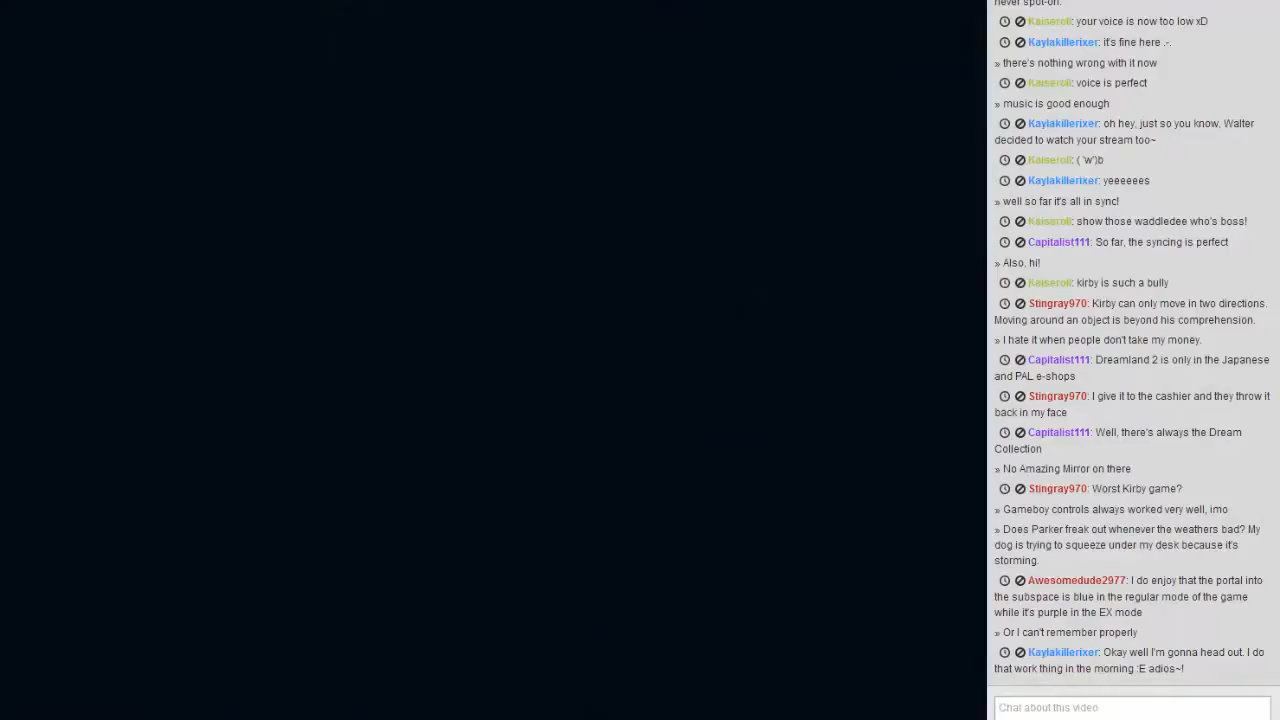 never spot-on.
Kaiseroll: your voice is now too low xD
Kaylakillerixer: it's fine here .-.
» there's nothing wrong with it now
Kaiseroll: voice is perfect
» music is good enough
Kaylakillerixer: oh hey, just so you know, Walter
decided to watch your stream too~
Kaiseroll: ( 'w')b
Kaylakillerixer: yeeeeees
» well so far it's all in sync!
Kaiseroll: show those waddledee who's boss!
Capitalist111: So far, the syncing is perfect
» Also, hi!
Kaiseroll: kirby is such a bully
Stingray970: Kirby can only move in two directions.
Moving around an object is beyond his comprehension.
» I hate it when people don't take my money.
Capitalist111: Dreamland 2 is only in the Japanese
and PAL e-shops
Stingray970: I give it to the cashier and they throw it
back in my face
Capitalist111: Well, there's always the Dream
Collection
» No Amazing Mirror on there
Stingray970: Worst Kirby game?
» Gameboy controls always worked very well, imo
» Does Parker freak out whenever the weathers bad? My
dog is trying to squeeze under my desk because it's
storming.
Awesomedude2977: I do enjoy that the portal into
the subspace is blue in the regular mode of the game
while it's purple in the EX mode
» Or I can't remember properly
Kaylakillerixer: Okay well I'm gonna head out. I do
that work thing in the morning :E adios~!
Chat about this video